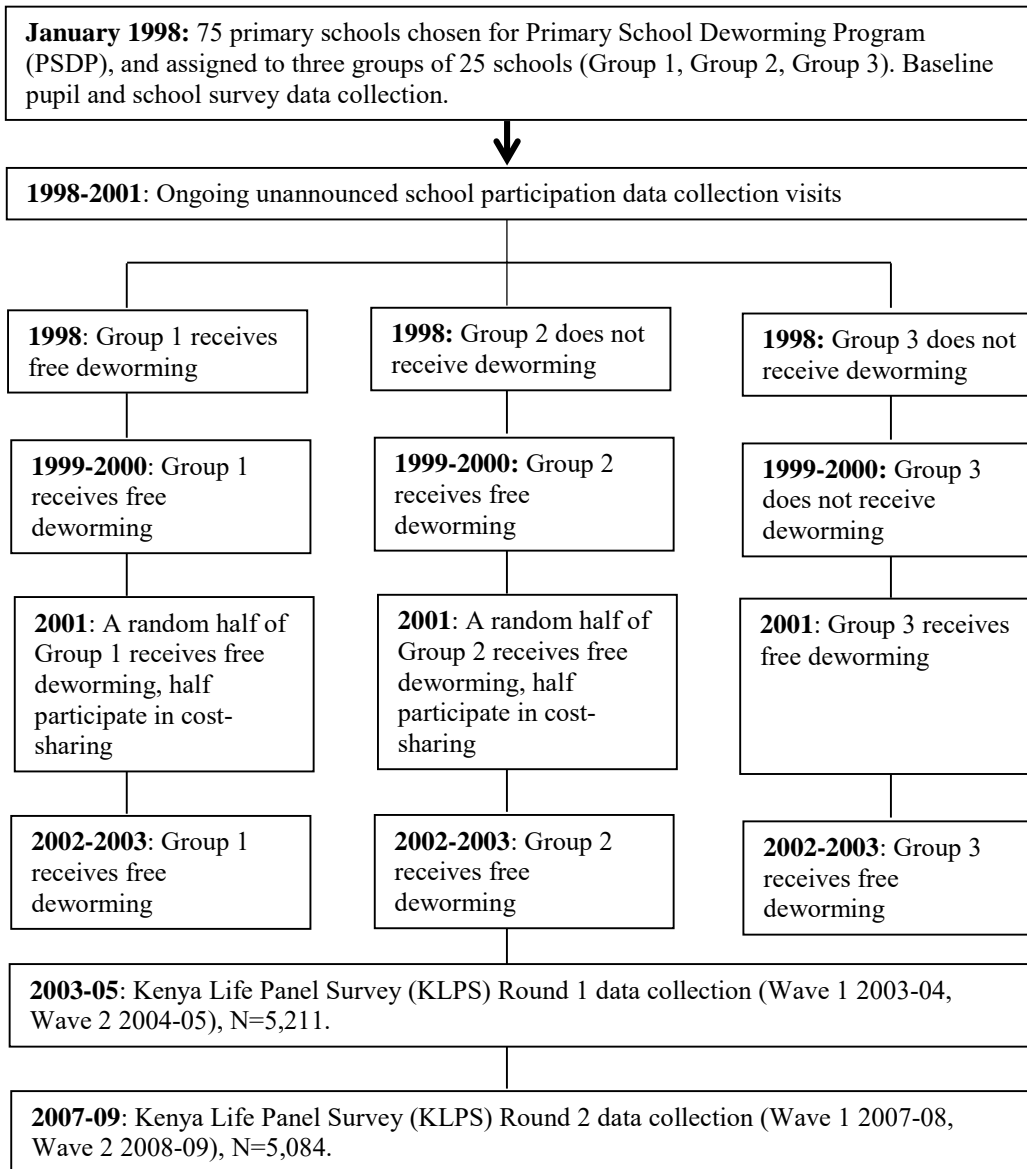 January 1998: 75 primary schools chosen for Primary School Deworming Program
(PSDP), and assigned to three groups of 25 schools (Group 1, Group 2, Group 3). Baseline
pupil and school survey data collection.
1998-2001: Ongoing unannounced school participation data collection visits
1998: Group 1 receives
free deworming
1998: Group 2 does not
receive deworming
1998: Group 3 does not
receive deworming
1999-2000: Group 1
receives free
deworming
1999-2000: Group 2
receives free
deworming
1999-2000: Group 3
does not receive
deworming
2001: A random half of
Group 1 receives free
deworming, half
participate in cost-
sharing
2001: A random half of
Group 2 receives free
deworming, half
participate in cost-
sharing
2001: Group 3 receives
free deworming
2002-2003: Group 1
receives free
deworming
2002-2003: Group 2
receives free
deworming
2002-2003: Group 3
receives free
deworming
2003-05: Kenya Life Panel Survey (KLPS) Round 1 data collection (Wave 1 2003-04,
Wave 2 2004-05), N=5,211.
2007-09: Kenya Life Panel Survey (KLPS) Round 2 data collection (Wave 1 2007-08,
Wave 2 2008-09), N=5,084.